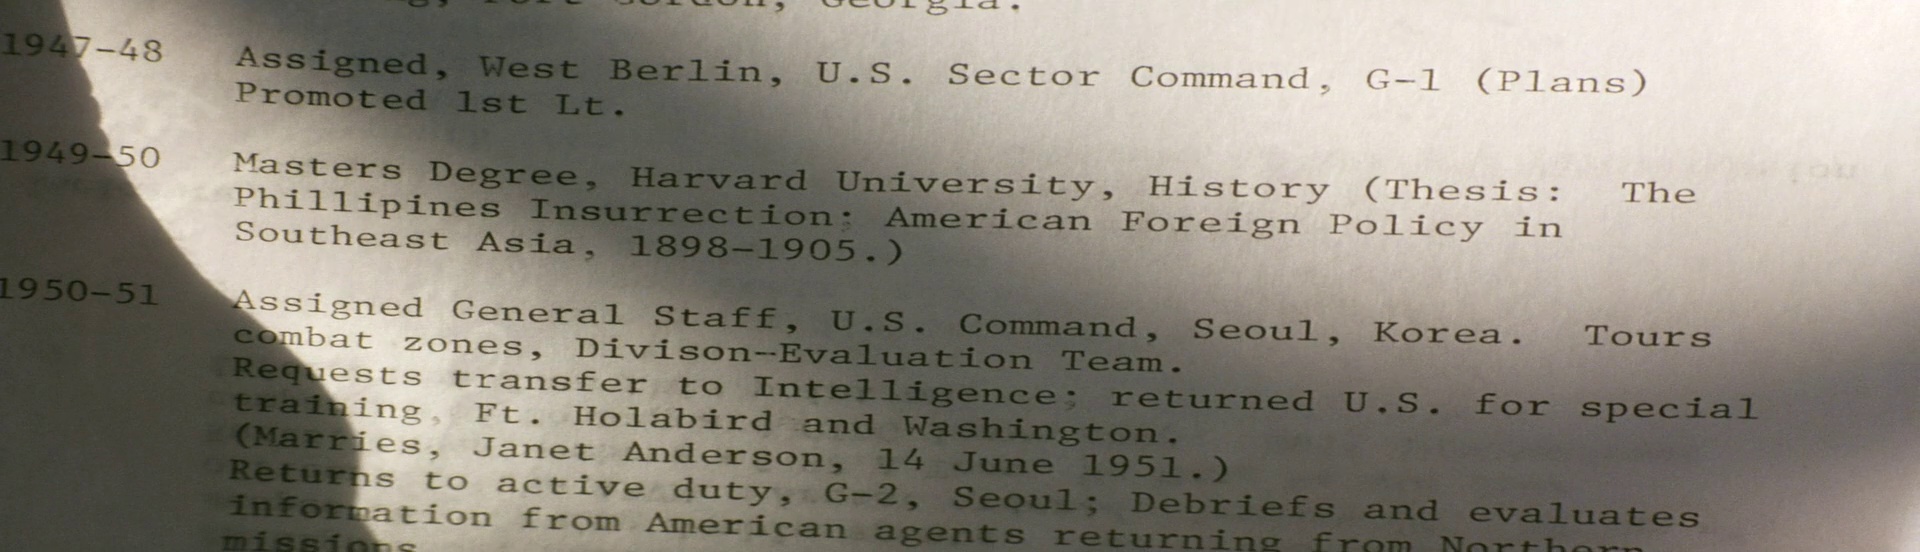 Georgia.
1947-48 Assigned, West Berlin, U.S. Sector Command, G-1 (Plans)
Promoted 1st Lt.
1949-50 Masters Degree, Harvard University, History (Thesis: The
Phillipines Insurrection: American Foreign Policy in
Southeast Asia, 1898-1905.)
1950-51 Assigned General Staff, U.S. Command, Seoul, Korea. Tours
combat zones, Divison--Evaluation Team.
Requests transfer to Intelligence; returned U.S. for special
training, Ft. Holabird and Washington.
(Marries, Janet Anderson, 14 June 1951.)
Returns to active duty, G-2, Seoul; Debriefs and evaluates
information from American agents returning from Northern
missions